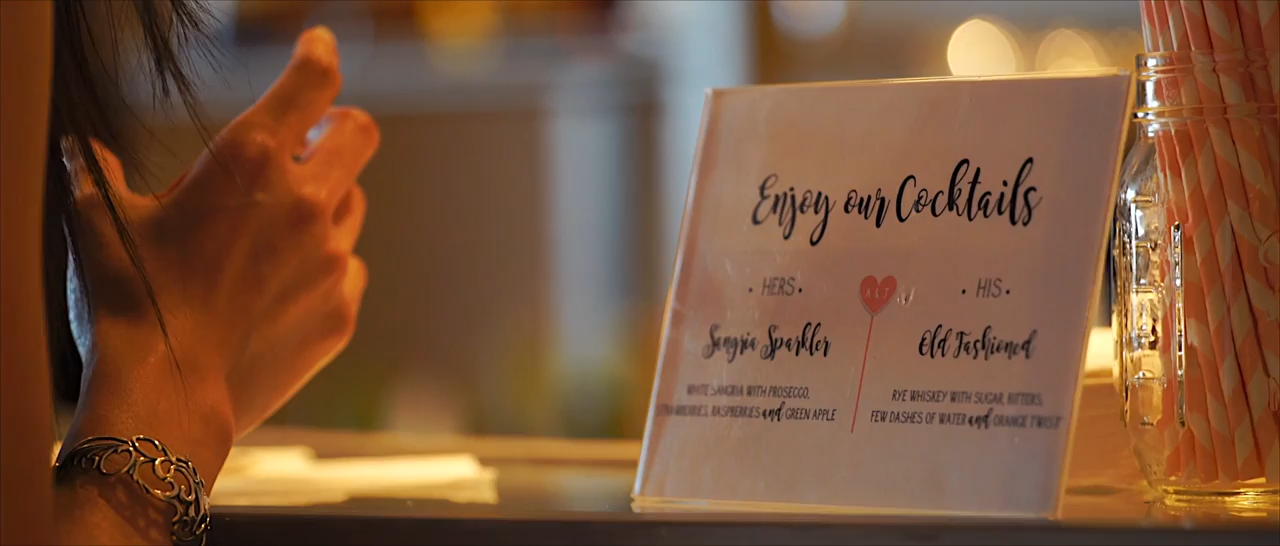 Enjoy our Cocktails
• HERS •
A & T
• HIS •
Sangria Sparkler
WHITE SANGRIA WITH PROSECCO,
STRAWBERRIES, RASPBERRIES and GREEN APPLE
Old Fashioned
RYE WHISKEY WITH SUGAR, BITTERS,
FEW DASHES OF WATER and ORANGE TWIST